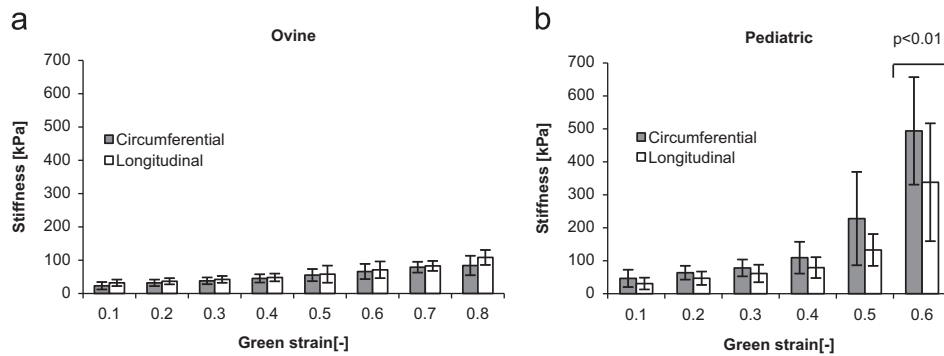 a
Ovine
700
600
500
400
300
200
100
0
Stiffness [kPa]
Circumferential
Longitudinal
0.1 0.2 0.3 0.4 0.5 0.6 0.7 0.8
Green strain[-]
b
Pediatric
p<0.01
700
600
500
400
300
200
100
0
Stiffness [kPa]
Circumferential
Longitudinal
0.1 0.2 0.3 0.4 0.5 0.6
Green strain[-]